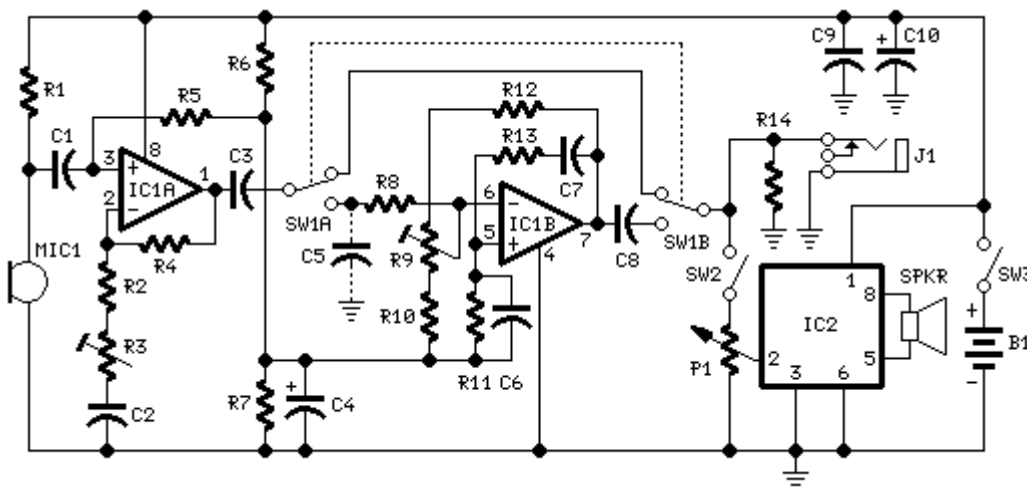 C9 + C10
R1 R6 R12
R5 R13 R14
C1 C3 J1
3 + 8
IC1A 1
2 −
SW1A R8 6 − C7
IC1B 7
5 + 4
SW1B
MIC1 R4 C5 R9 C8 SW2 SPKR SW3
R2 1 8
R10 IC2 +
R3 P1 2 5 B1
R11 C6 3 6 −
C2 R7 + C4